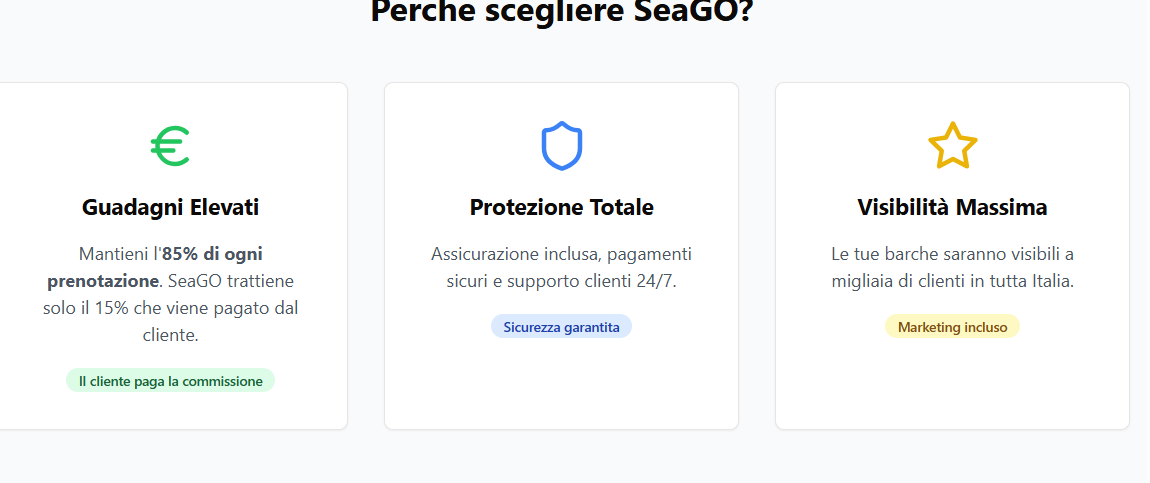 Perché scegliere SeaGO?
Guadagni Elevati
Mantieni l'85% di ogni
prenotazione. SeaGO trattiene
solo il 15% che viene pagato dal
cliente.
Il cliente paga la commissione
Protezione Totale
Assicurazione inclusa, pagamenti
sicuri e supporto clienti 24/7.
Sicurezza garantita
Visibilità Massima
Le tue barche saranno visibili a
migliaia di clienti in tutta Italia.
Marketing incluso